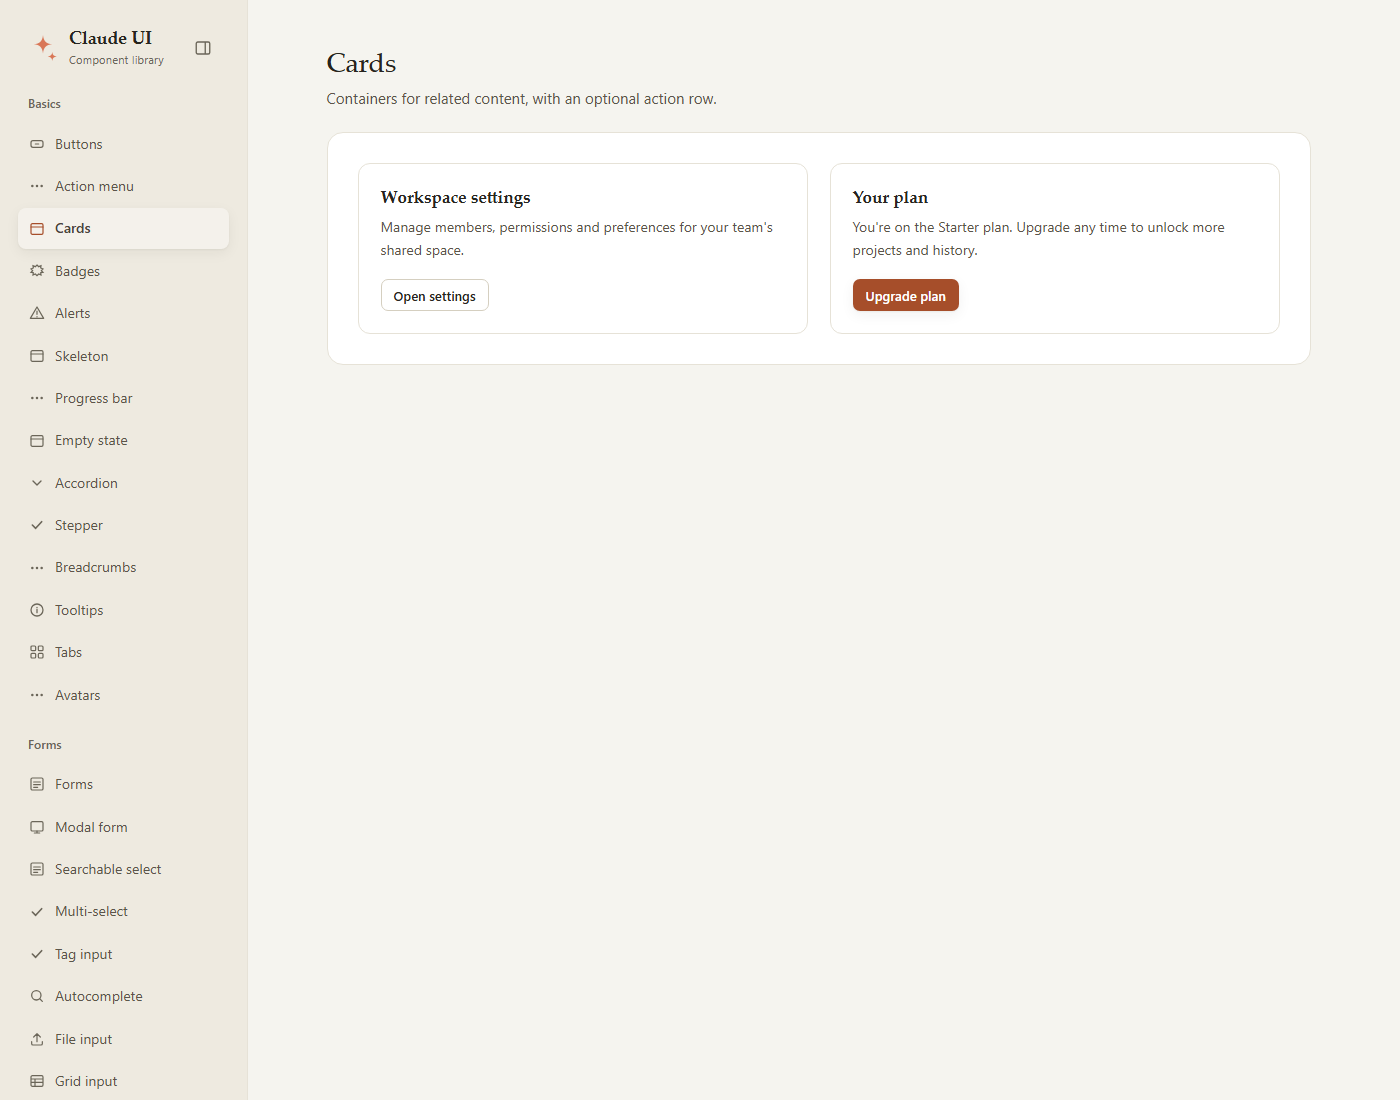 Claude UI
Component library
Basics
Buttons
Action menu
Cards
Badges
Alerts
Skeleton
Progress bar
Empty state
Accordion
Stepper
Breadcrumbs
Tooltips
Tabs
Avatars
Forms
Forms
Modal form
Searchable select
Multi-select
Tag input
Autocomplete
File input
Grid input
Cards
Containers for related content, with an optional action row.
Workspace settings
Manage members, permissions and preferences for your team's
shared space.
Open settings
Your plan
You're on the Starter plan. Upgrade any time to unlock more
projects and history.
Upgrade plan